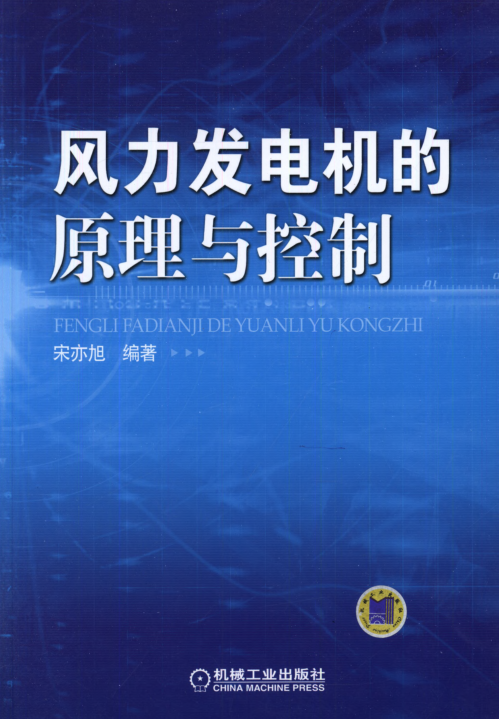 风力发电机的
原理与控制
FENGLI FADIANJI DE YUANLI YU KONGZHI
宋亦旭 编著
机械工业出版社
CHINA MACHINE PRESS